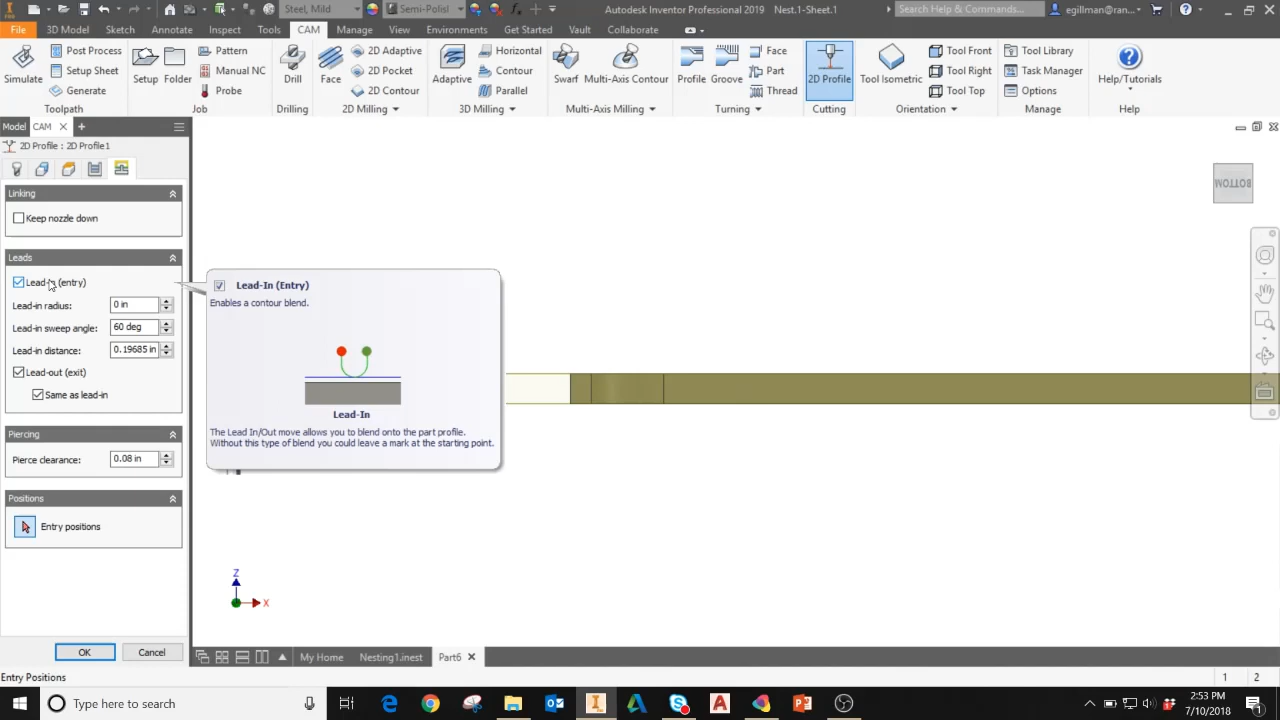 Steel, Mild
Semi-Polisl
Autodesk Inventor Professional 2019 Nest.1-Sheet.1
Search Help & Commands...
egillman@ran...
File 3D Model Sketch Annotate Inspect Tools CAM Manage View Environments Get Started Vault Collaborate
Post Process Pattern 2D Adaptive Horizontal Face Tool Front Tool Library
Simulate Setup Sheet Setup Folder Manual NC Drill Face 2D Pocket Adaptive Contour Swarf Multi-Axis Contour Profile Groove Part 2D Profile Tool Isometric Tool Right Task Manager Help/Tutorials
Generate Probe 2D Contour Parallel Thread Tool Top Options
Toolpath Job Drilling 2D Milling 3D Milling Multi-Axis Milling Turning Cutting Orientation Manage Help
Model CAM
2D Profile : 2D Profile1
Linking
Keep nozzle down
Leads
Lead-in (entry)
Lead-in radius: 0 in
Lead-in sweep angle: 60 deg
Lead-in distance: 0.19685 in
Lead-out (exit)
Same as lead-in
Piercing
Pierce clearance: 0.08 in
Positions
Entry positions
OK Cancel
Lead-In (Entry)
Enables a contour blend.
Lead-In
The Lead In/Out move allows you to blend onto the part profile.
Without this type of blend you could leave a mark at the starting point.
BOTTOM
Z
X
My Home Nesting1.inest Part6
Entry Positions
1 2
Type here to search
2:53 PM
7/10/2018